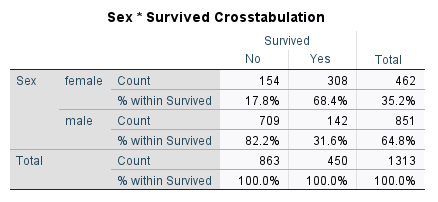 Sex * Survived Crosstabulation
Survived
No Yes Total
Sex female Count 154 308 462
% within Survived 17.8% 68.4% 35.2%
male Count 709 142 851
% within Survived 82.2% 31.6% 64.8%
Total Count 863 450 1313
% within Survived 100.0% 100.0% 100.0%